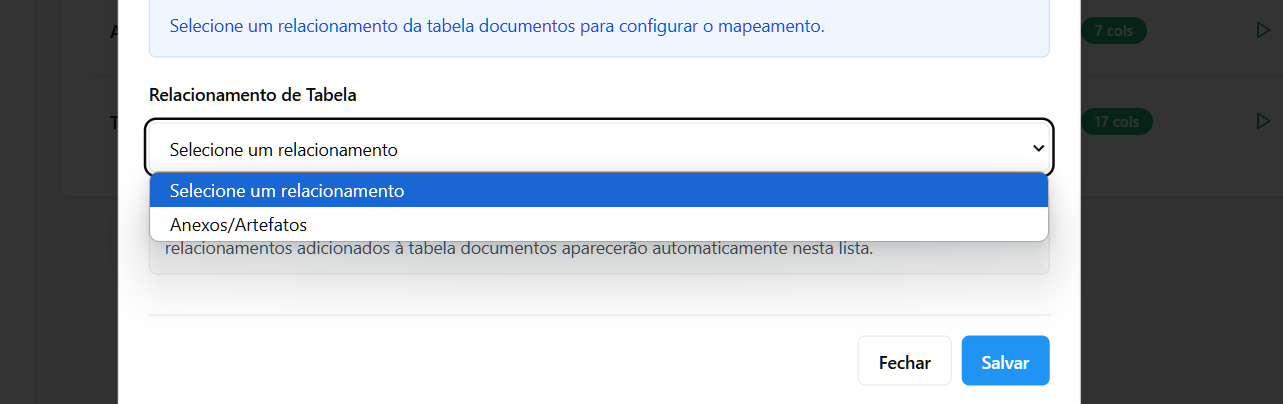 Selecione um relacionamento da tabela documentos para configurar o mapeamento.
7 cols
Relacionamento de Tabela
17 cols
Selecione um relacionamento
Selecione um relacionamento
Anexos/Artefatos
relacionamentos adicionados à tabela documentos aparecerão automaticamente nesta lista.
Fechar
Salvar